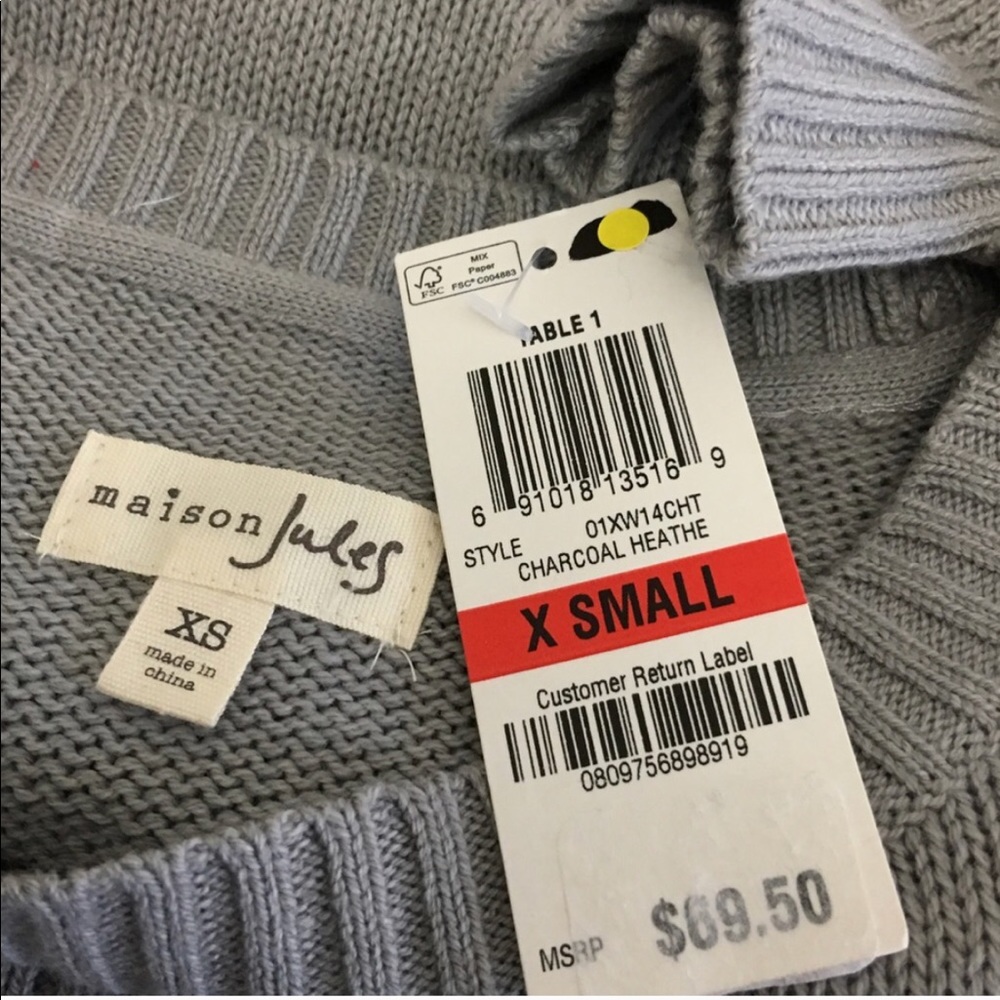 MIX
Paper
FSC® C004883
FSC
TABLE 1
6 91018 13516 9
STYLE 01XW14CHT
CHARCOAL HEATHE
X SMALL
Customer Return Label
0809756898919
MSRP $69.50
maison Jules
XS
made in
china